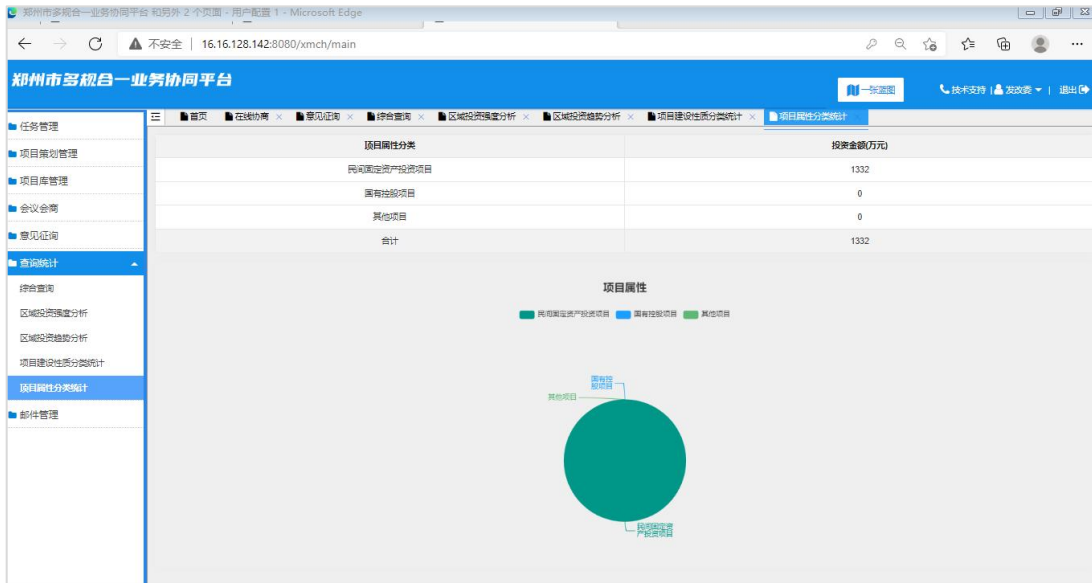 郑州市多规合一业务协同平台 和另外 2 个页面 - 用户配置 1 - Microsoft Edge
不安全 | 16.16.128.142:8080/xmch/main
郑州市多规合一业务协同平台
一张蓝图
技术支持 | 发改委 | 退出
首页 在线协商 × 意见征询 × 综合查询 × 区域投资强度分析 × 区域投资趋势分析 × 项目建设性质分类统计 × 项目属性分类统计 ×
任务管理
项目策划管理
项目库管理
会议会商
意见征询
查询统计
综合查询
区域投资强度分析
区域投资趋势分析
项目建设性质分类统计
项目属性分类统计
邮件管理
项目属性分类 投资金额(万元)
民间固定资产投资项目 1332
国有控股项目 0
其他项目 0
合计 1332
项目属性
民间固定资产投资项目 国有控股项目 其他项目
国有控
股项目
其他项目
民间固定资
产投资项目